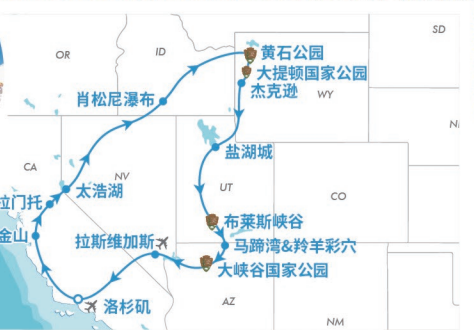 SD
OR
ID
黄石公园
大提顿国家公园
杰克逊
WY
肖松尼瀑布
盐湖城
CA
NV
太浩湖
UT
CO
拉门托
金山
布莱斯峡谷
拉斯维加斯
马蹄湾&羚羊彩穴
大峡谷国家公园
洛杉矶
AZ
NM